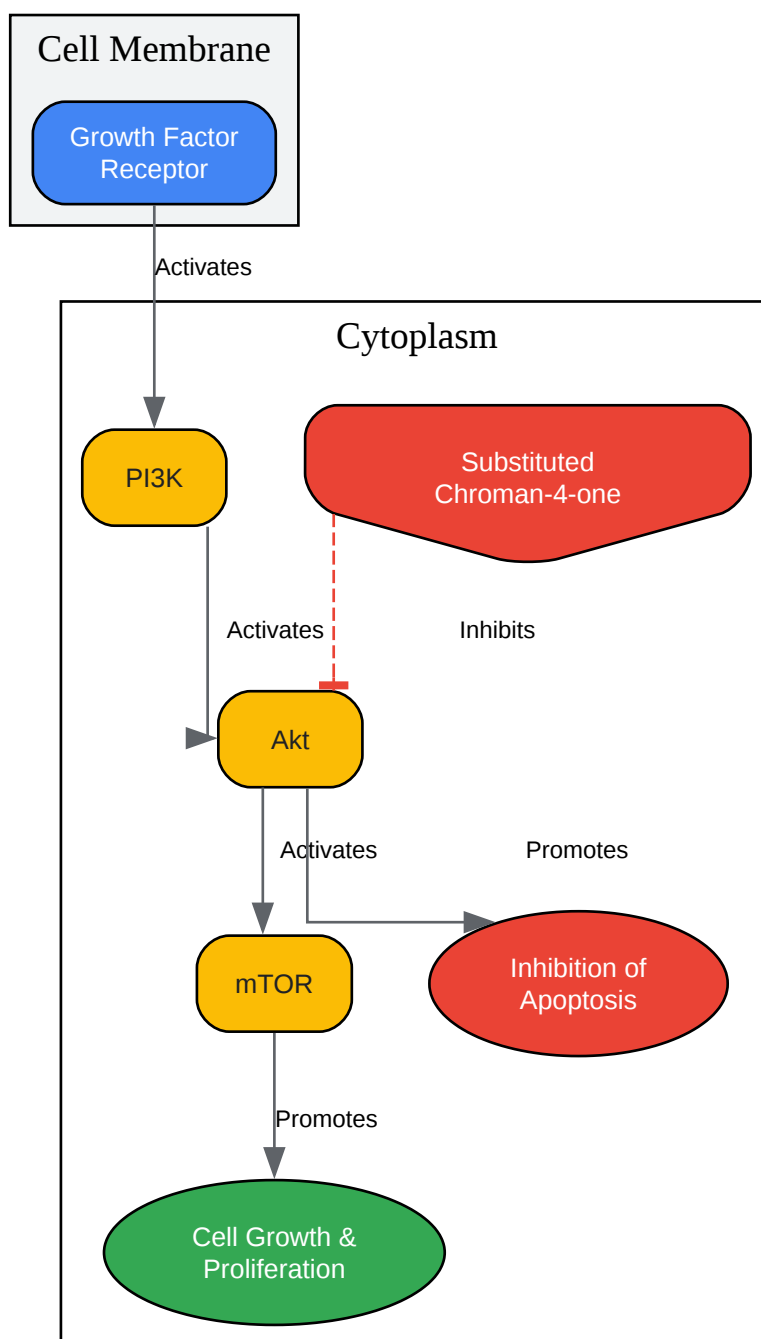 Cell Membrane
Growth Factor
Receptor
Activates
Cytoplasm
PI3K
Substituted
Chroman-4-one
Activates
Inhibits
Akt
Activates
Promotes
mTOR
Inhibition of
Apoptosis
Promotes
Cell Growth &
Proliferation